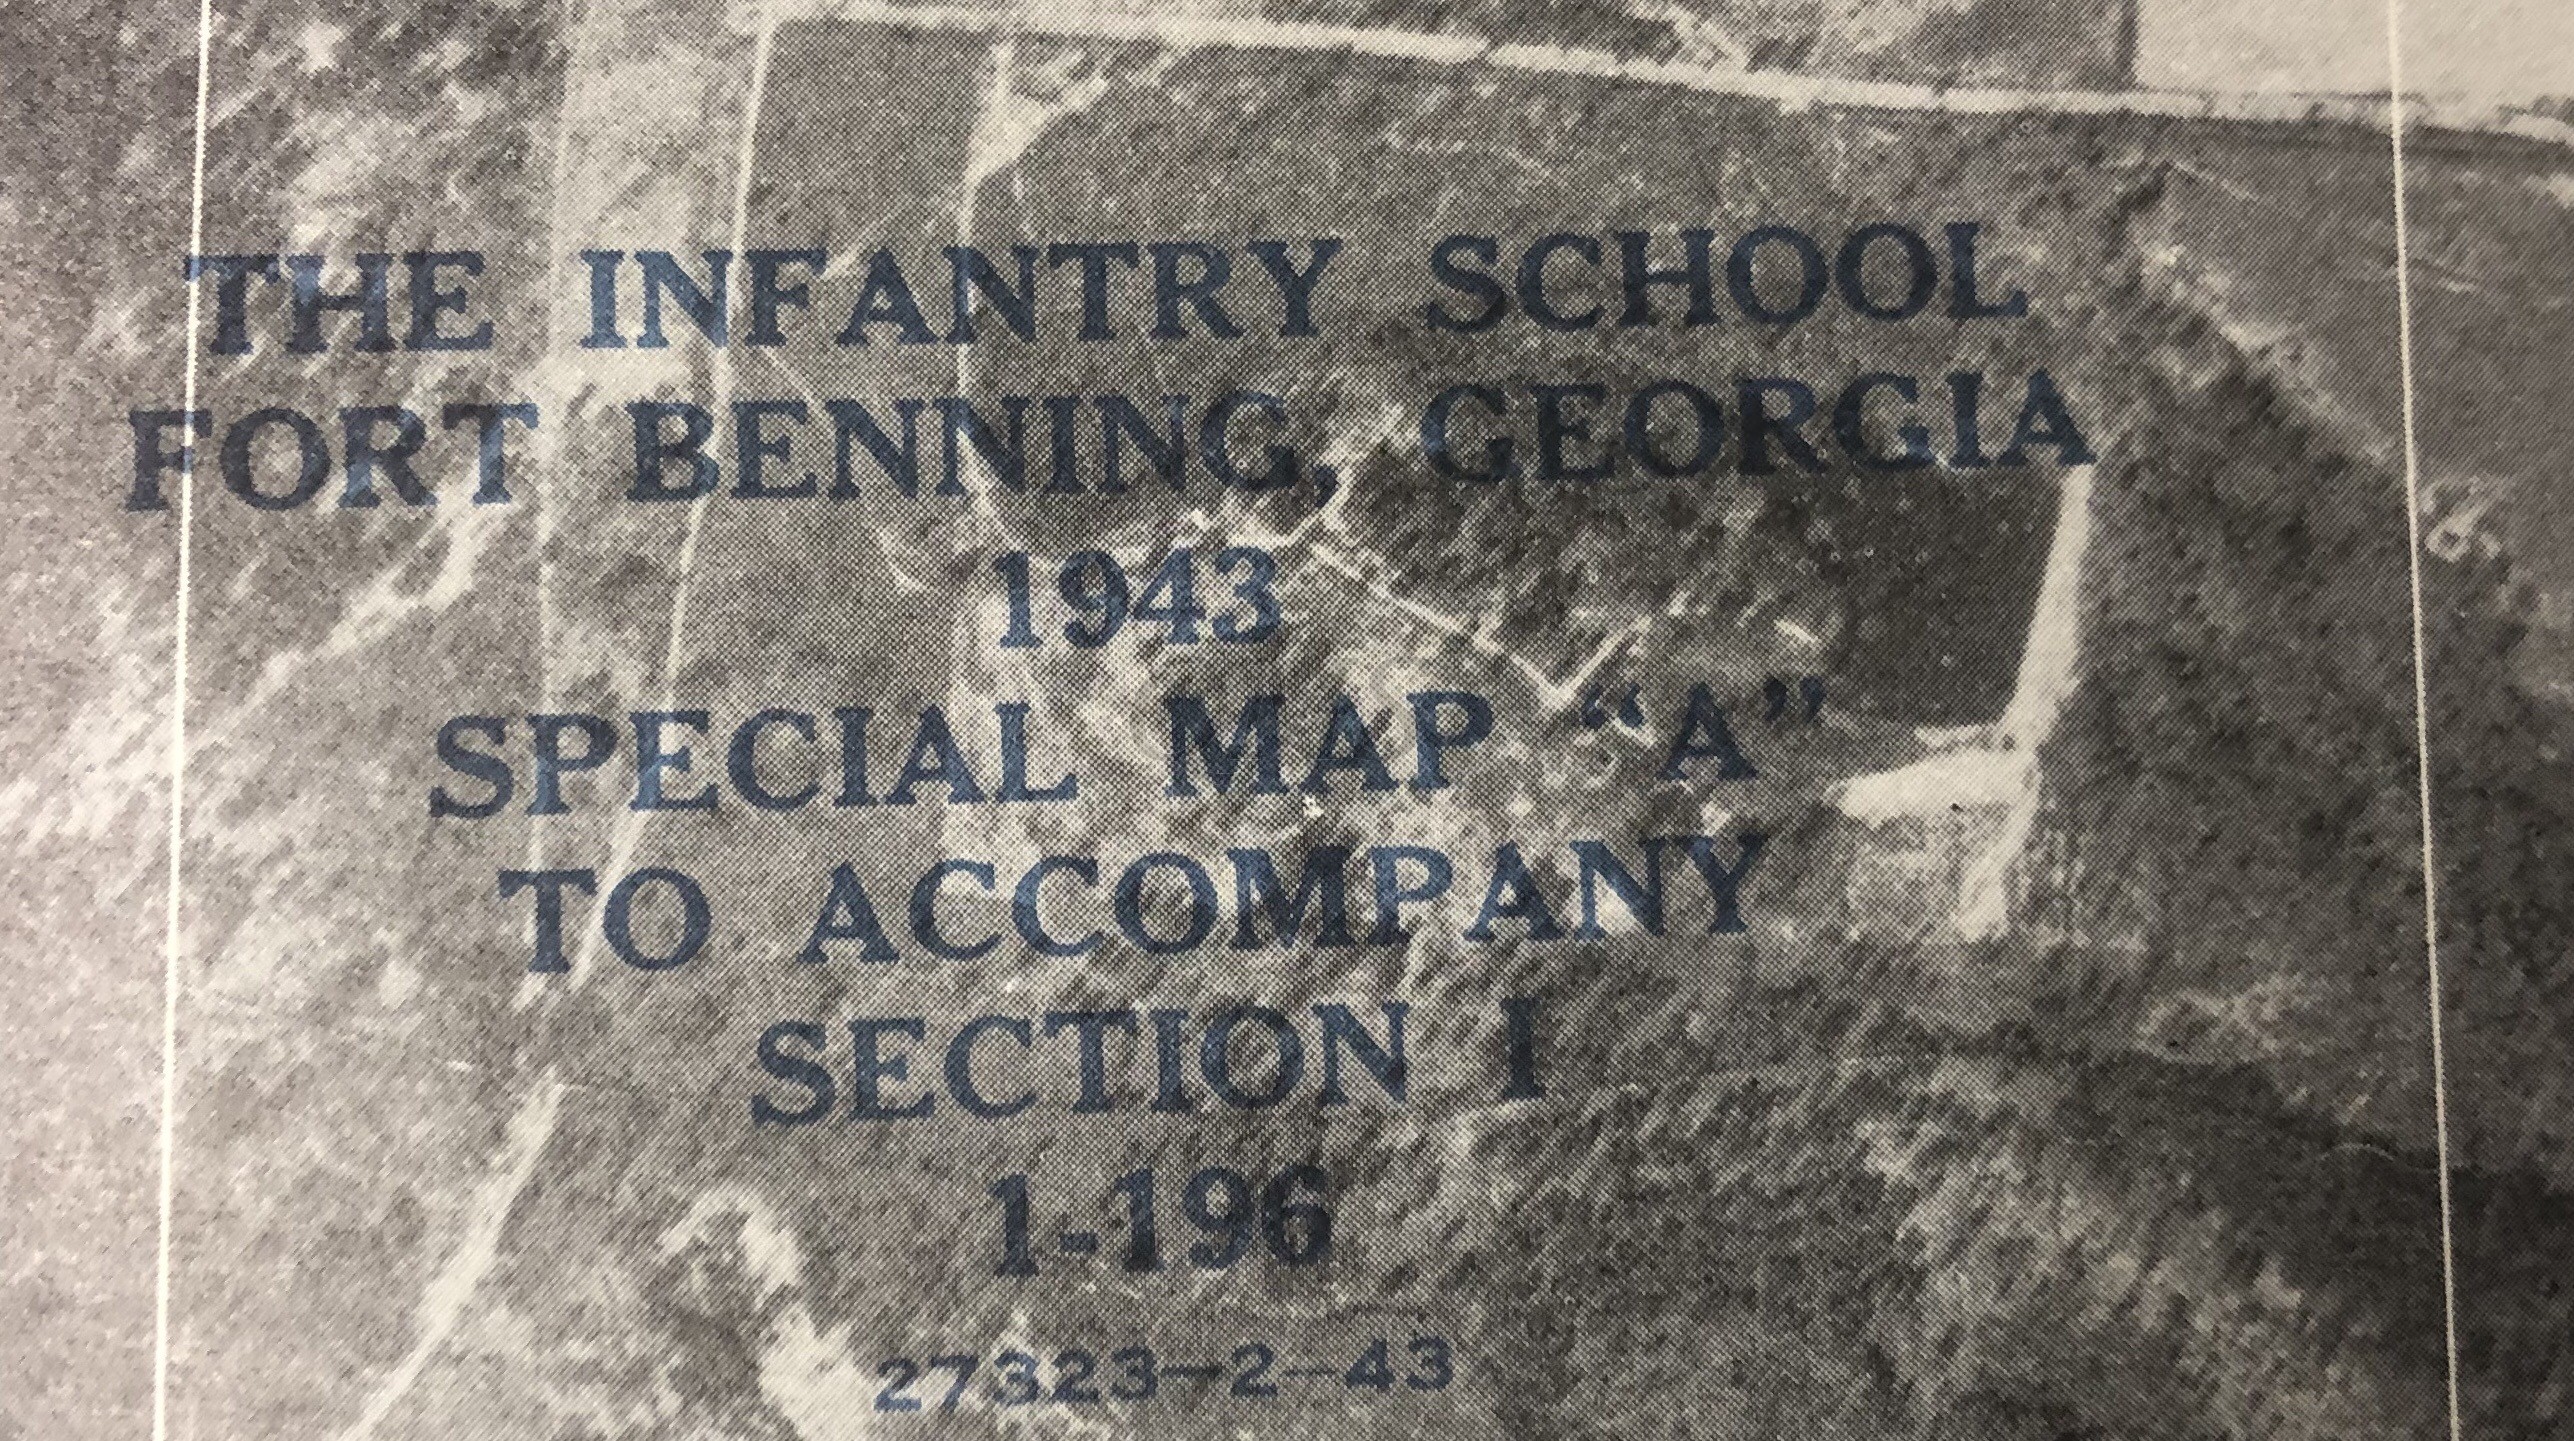 THE INFANTRY SCHOOL
FORT BENNING, GEORGIA
1943
SPECIAL MAP “A”
TO ACCOMPANY
SECTION I
1-196
27323—2—43